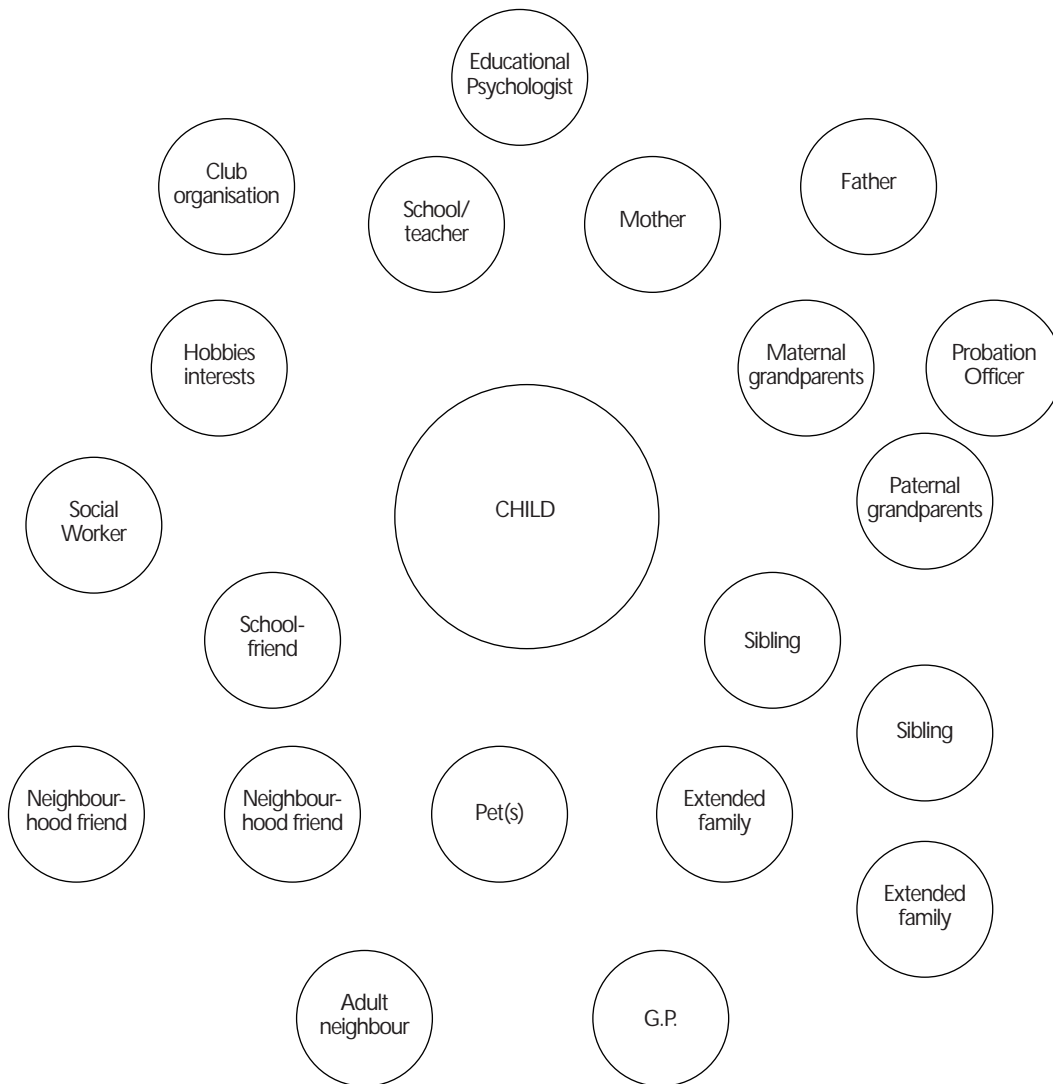 Educational
Psychologist
Club
organisation
School/
teacher
Mother
Father
Hobbies
interests
Maternal
grandparents
Probation
Officer
Social
Worker
CHILD
Paternal
grandparents
School-
friend
Sibling
Sibling
Neighbour-
hood friend
Neighbour-
hood friend
Pet(s)
Extended
family
Extended
family
Adult
neighbour
G.P.